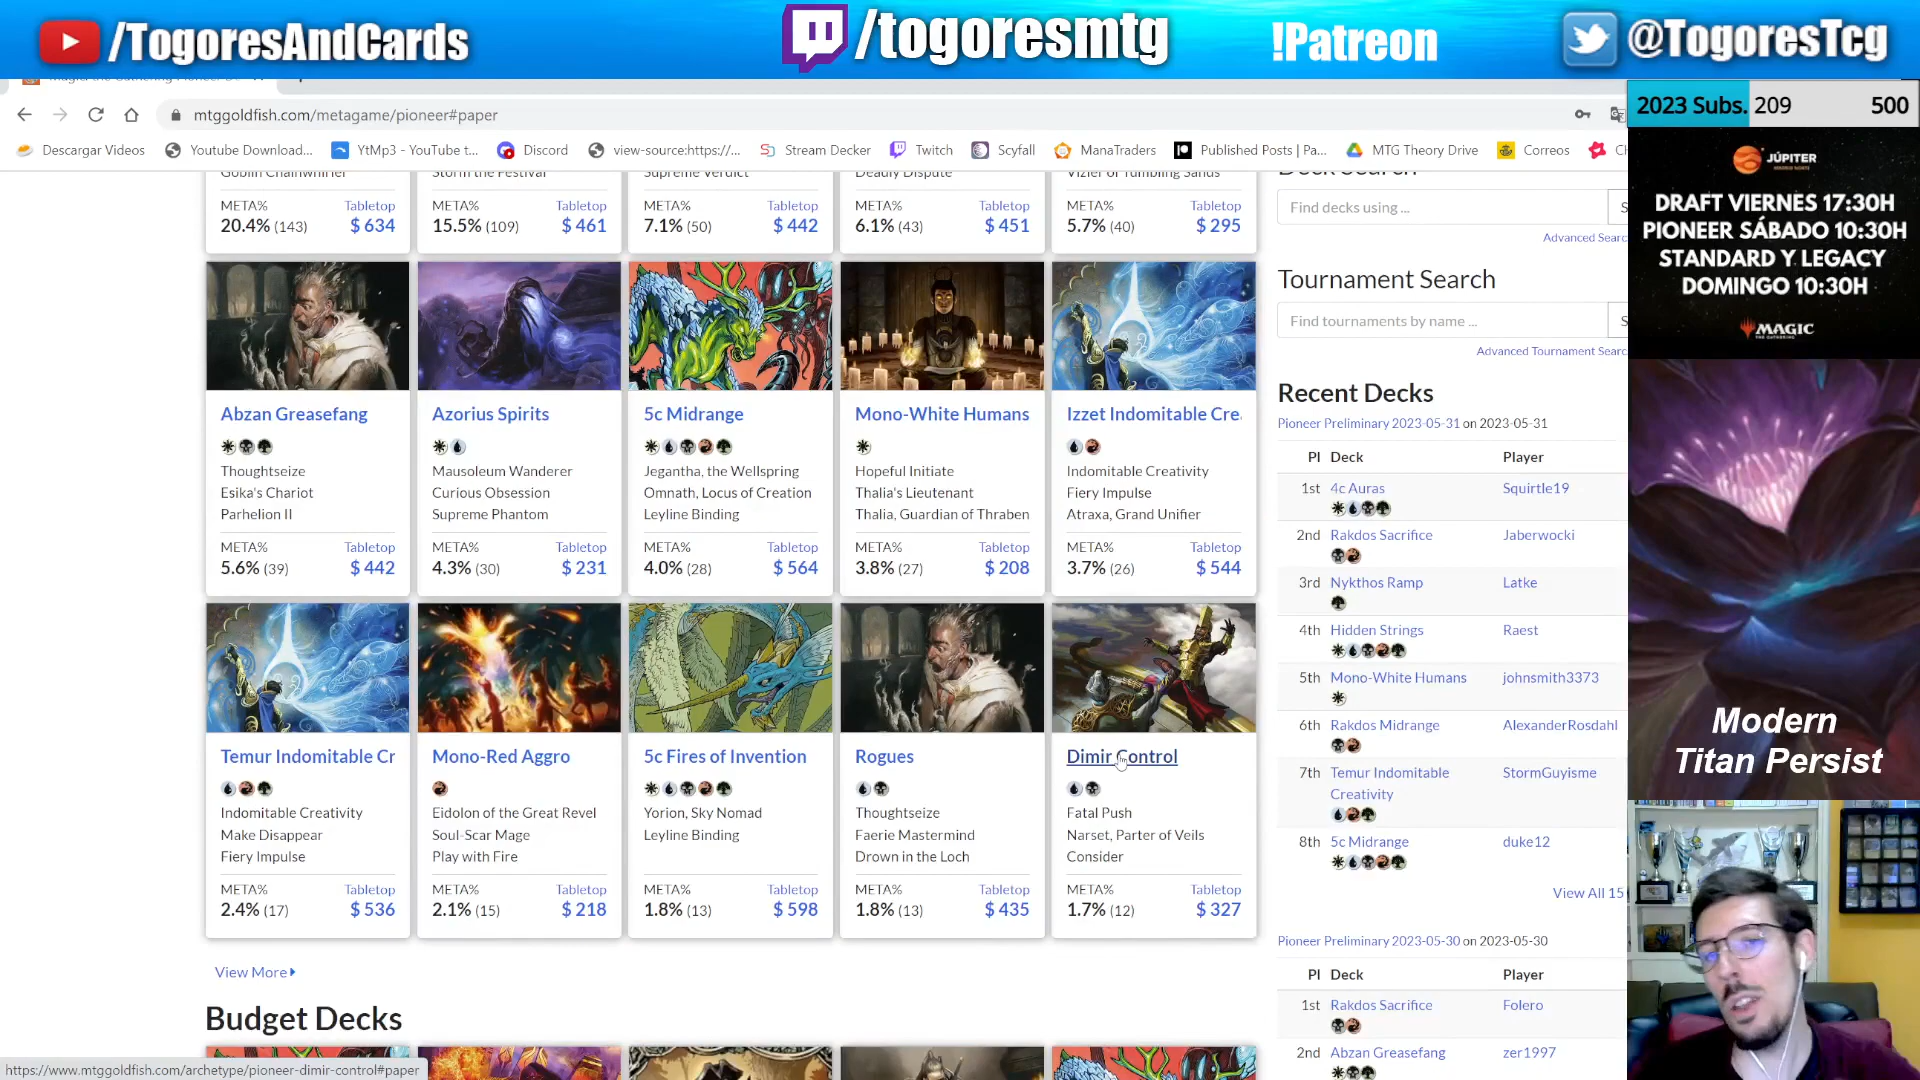 /TogoresAndCards
/togoresmtg
!Patreon
@TogoresTcg
mtggoldfish.com/metagame/pioneer#paper
Descargar Videos
Youtube Download...
YtMp3 - YouTube t...
Discord
view-source:https://...
Stream Decker
Twitch
Scyfall
ManaTraders
Published Posts | Pa...
MTG Theory Drive
Correos
2023 Subs. 209 500
JÚPITER
DRAFT VIERNES 17:30H
PIONEER SÁBADO 10:30H
STANDARD Y LEGACY
DOMINGO 10:30H
MAGIC
Modern
Titan Persist
Goblin Chainwhirler
META% Tabletop
20.4% (143) $ 634
Storm the Festival
META% Tabletop
15.5% (109) $ 461
Supreme Verdict
META% Tabletop
7.1% (50) $ 442
Deadly Dispute
META% Tabletop
6.1% (43) $ 451
Vizier of Tumbling Sands
META% Tabletop
5.7% (40) $ 295
Abzan Greasefang
Thoughtseize
Esika's Chariot
Parhelion II
META% Tabletop
5.6% (39) $ 442
Azorius Spirits
Mausoleum Wanderer
Curious Obsession
Supreme Phantom
META% Tabletop
4.3% (30) $ 231
5c Midrange
Jegantha, the Wellspring
Omnath, Locus of Creation
Leyline Binding
META% Tabletop
4.0% (28) $ 564
Mono-White Humans
Hopeful Initiate
Thalia's Lieutenant
Thalia, Guardian of Thraben
META% Tabletop
3.8% (27) $ 208
Izzet Indomitable Cre
Indomitable Creativity
Fiery Impulse
Atraxa, Grand Unifier
META% Tabletop
3.7% (26) $ 544
Temur Indomitable Cr
Indomitable Creativity
Make Disappear
Fiery Impulse
META% Tabletop
2.4% (17) $ 536
Mono-Red Aggro
Eidolon of the Great Revel
Soul-Scar Mage
Play with Fire
META% Tabletop
2.1% (15) $ 218
5c Fires of Invention
Yorion, Sky Nomad
Leyline Binding
META% Tabletop
1.8% (13) $ 598
Rogues
Thoughtseize
Faerie Mastermind
Drown in the Loch
META% Tabletop
1.8% (13) $ 435
Dimir Control
Fatal Push
Narset, Parter of Veils
Consider
META% Tabletop
1.7% (12) $ 327
View More
Budget Decks
Deck Search
Find decks using ...
Advanced Searc
Tournament Search
Find tournaments by name ...
Advanced Tournament Searc
Recent Decks
Pioneer Preliminary 2023-05-31 on 2023-05-31
Pl Deck Player
1st 4c Auras Squirtle19
2nd Rakdos Sacrifice Jaberwocki
3rd Nykthos Ramp Latke
4th Hidden Strings Raest
5th Mono-White Humans johnsmith3373
6th Rakdos Midrange AlexanderRosdahl
7th Temur Indomitable StormGuyisme
Creativity
8th 5c Midrange duke12
View All 15
Pioneer Preliminary 2023-05-30 on 2023-05-30
Pl Deck Player
1st Rakdos Sacrifice Folero
2nd Abzan Greasefang zer1997
https://www.mtggoldfish.com/archetype/pioneer-dimir-control#paper